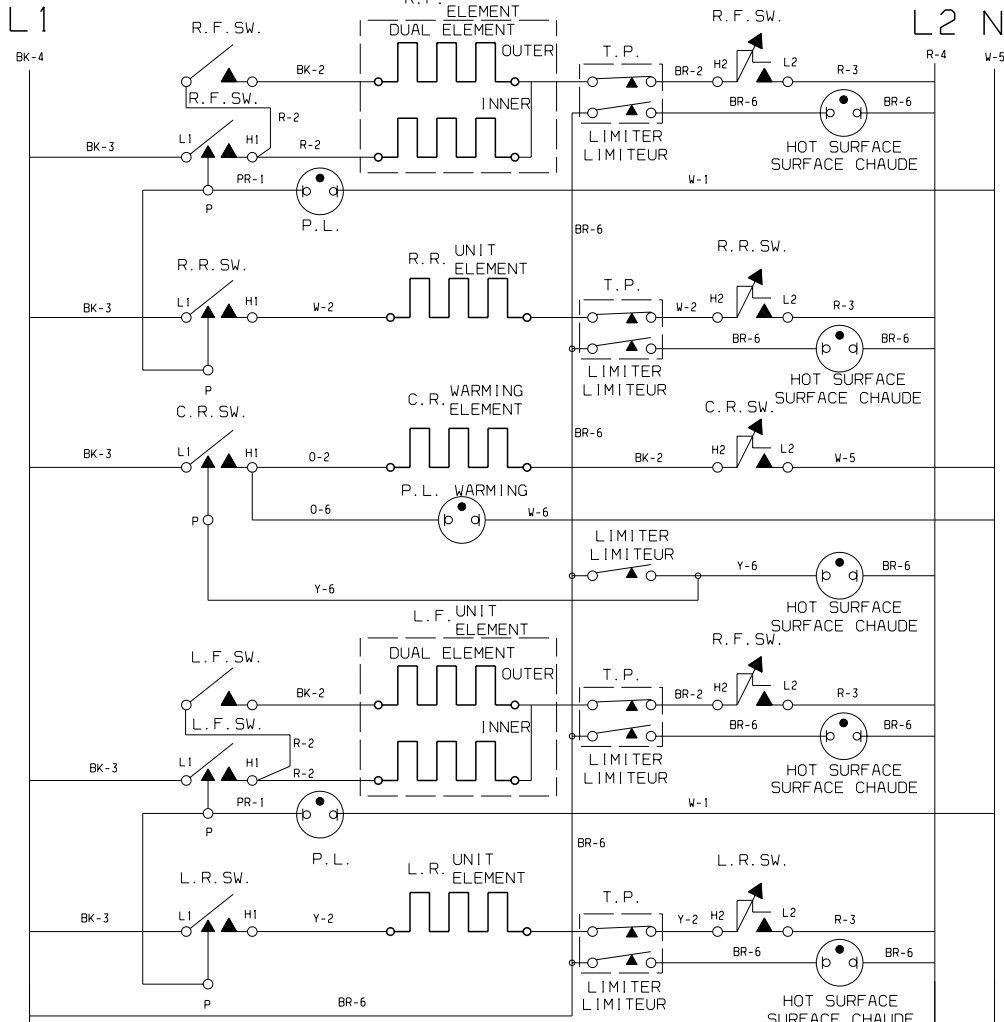 L1
R.F.
ELEMENT
L2 N
R.F.SW.
DUAL ELEMENT
R.F.SW.
BK-4
OUTER
T.P.
R-4
W-5
BK-2
BR-2
H2
L2
R-3
R.F.SW.
INNER
BR-6
BR-6
R-2
L1
H1
LIMITER
LIMITEUR
HOT SURFACE
SURFACE CHAUDE
BK-3
R-2
PR-1
W-1
P
P.L.
BR-6
R.R.SW.
R.R.
UNIT
ELEMENT
R.R.SW.
T.P.
BK-3
L1
H1
W-2
W-2
H2
L2
R-3
BR-6
BR-6
LIMITER
LIMITEUR
HOT SURFACE
SURFACE CHAUDE
P
C.R.SW.
C.R.
WARMING
ELEMENT
C.R.SW.
BR-6
BK-3
L1
H1
O-2
BK-2
H2
L2
W-5
P.L. WARMING
O-6
W-6
P
LIMITER
LIMITEUR
Y-6
BR-6
Y-6
HOT SURFACE
SURFACE CHAUDE
L.F.
UNIT
ELEMENT
L.F.SW.
DUAL ELEMENT
R.F.SW.
OUTER
T.P.
BK-2
BR-2
H2
L2
R-3
L.F.SW.
INNER
BR-6
BR-6
R-2
BK-3
L1
H1
R-2
LIMITER
LIMITEUR
HOT SURFACE
SURFACE CHAUDE
PR-1
W-1
P
P.L.
BR-6
L.R.SW.
L.R.
UNIT
ELEMENT
L.R.SW.
T.P.
BK-3
L1
H1
Y-2
Y-2
H2
L2
R-3
BR-6
BR-6
LIMITER
LIMITEUR
P
BR-6
HOT SURFACE
SURFACE CHAUDE